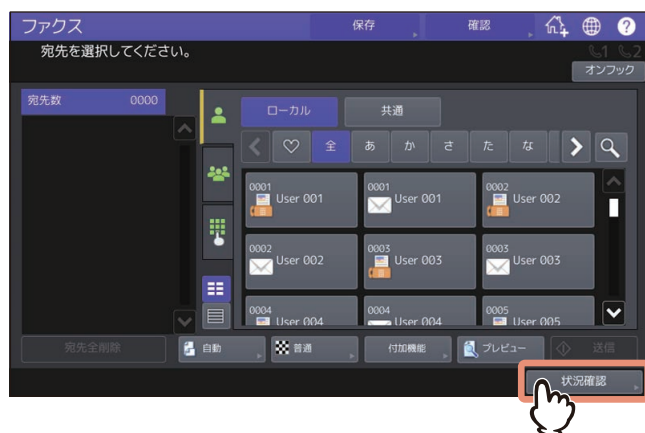 ファクス
保存
確認
?
宛先を選択してください。
1 2
オンフック
宛先数 0000
ローカル
共通
全 あ か さ た な
0001
User 001
0001
User 001
0002
User 002
0002
User 002
0003
User 003
0003
User 003
0004
User 004
0004
User 004
0005
User 005
宛先全削除
自動
普通
付加機能
プレビュー
送信
状況確認